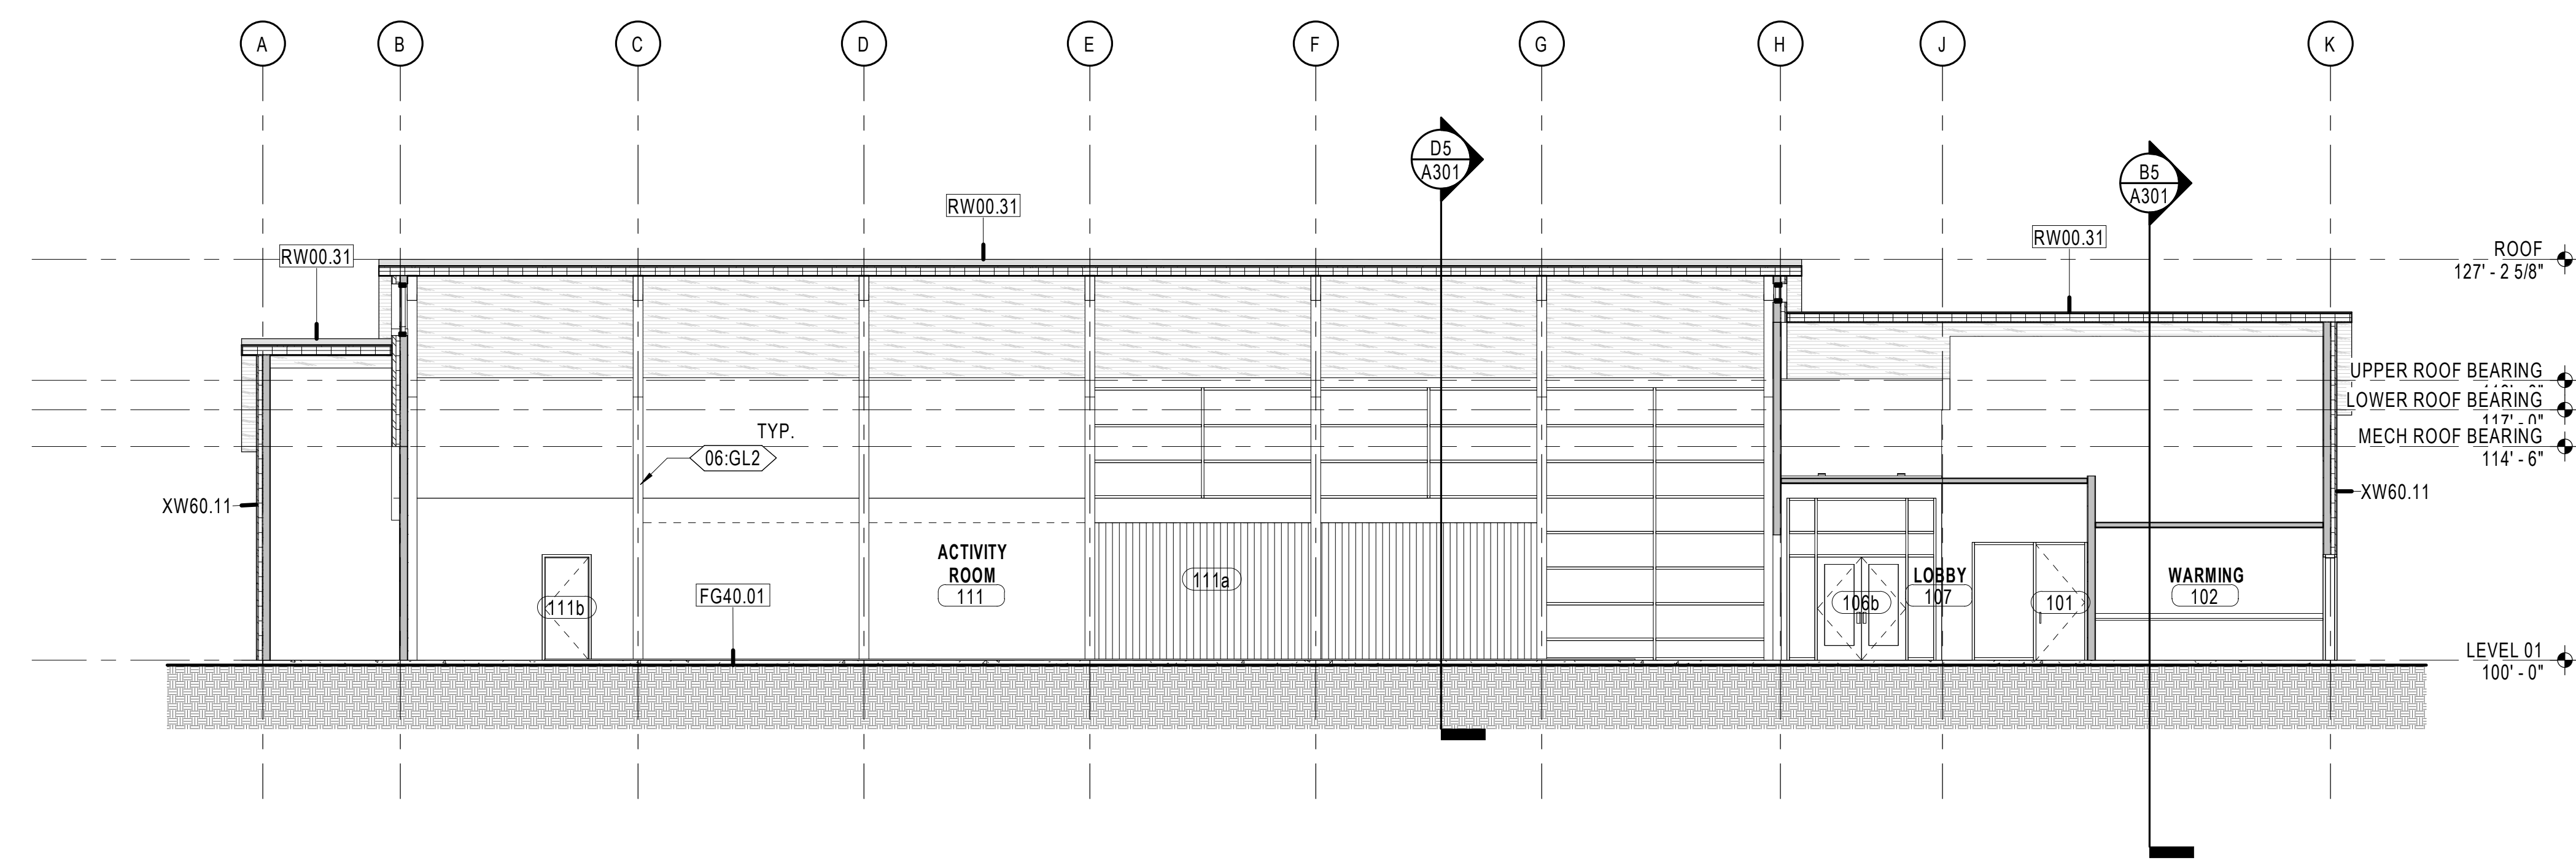 A B C D E F G H J K
D5
A301
B5
A301
RW00.31
RW00.31
RW00.31
ROOF
127' - 2 5/8"
UPPER ROOF BEARING
LOWER ROOF BEARING
117' - 0"
MECH ROOF BEARING
114' - 6"
TYP.
06:GL2
XW60.11
XW60.11
ACTIVITY
ROOM
111
111a
111b
FG40.01
106b
LOBBY
107
101
WARMING
102
LEVEL 01
100' - 0"